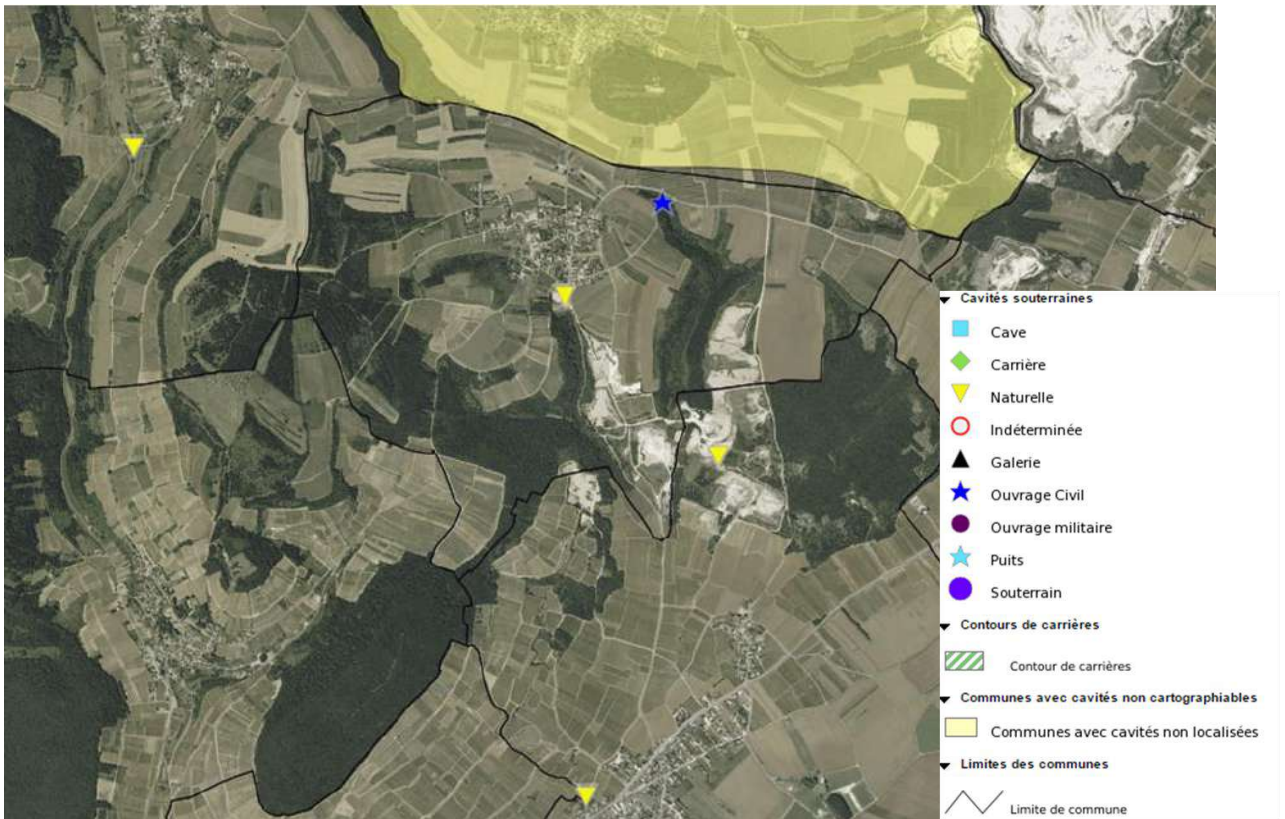 Cavités souterraines
Cave
Carrière
Naturelle
Indéterminée
Galerie
Ouvrage Civil
Ouvrage militaire
Puits
Souterrain
Contours de carrières
Contour de carrières
Communes avec cavités non cartographiables
Communes avec cavités non localisées
Limites des communes
Limite de commune